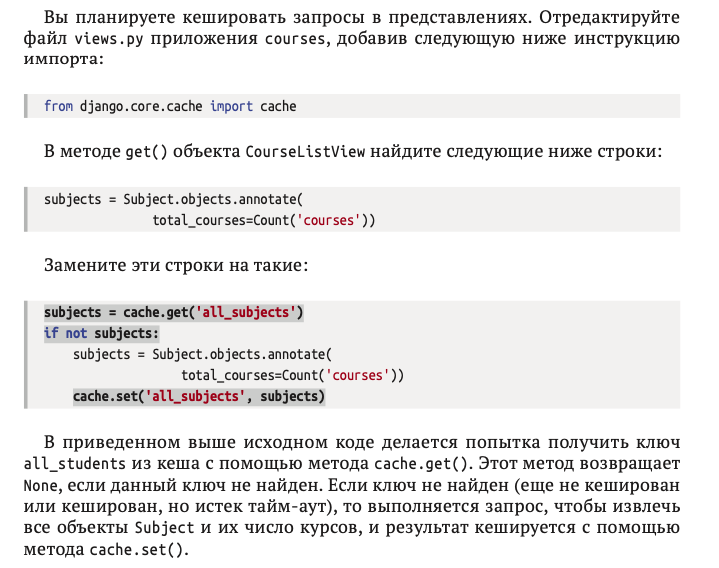 Вы планируете кешировать запросы в представлениях. Отредактируйте
файл views.py приложения courses, добавив следующую ниже инструкцию
импорта:
from django.core.cache import cache
В методе get() объекта CourseListView найдите следующие ниже строки:
subjects = Subject.objects.annotate(
total_courses=Count('courses'))
Замените эти строки на такие:
subjects = cache.get('all_subjects')
if not subjects:
subjects = Subject.objects.annotate(
total_courses=Count('courses'))
cache.set('all_subjects', subjects)
В приведенном выше исходном коде делается попытка получить ключ
all_students из кеша с помощью метода cache.get(). Этот метод возвращает
None, если данный ключ не найден. Если ключ не найден (еще не кеширован
или кеширован, но истек тайм-аут), то выполняется запрос, чтобы извлечь
все объекты Subject и их число курсов, и результат кешируется с помощью
метода cache.set().